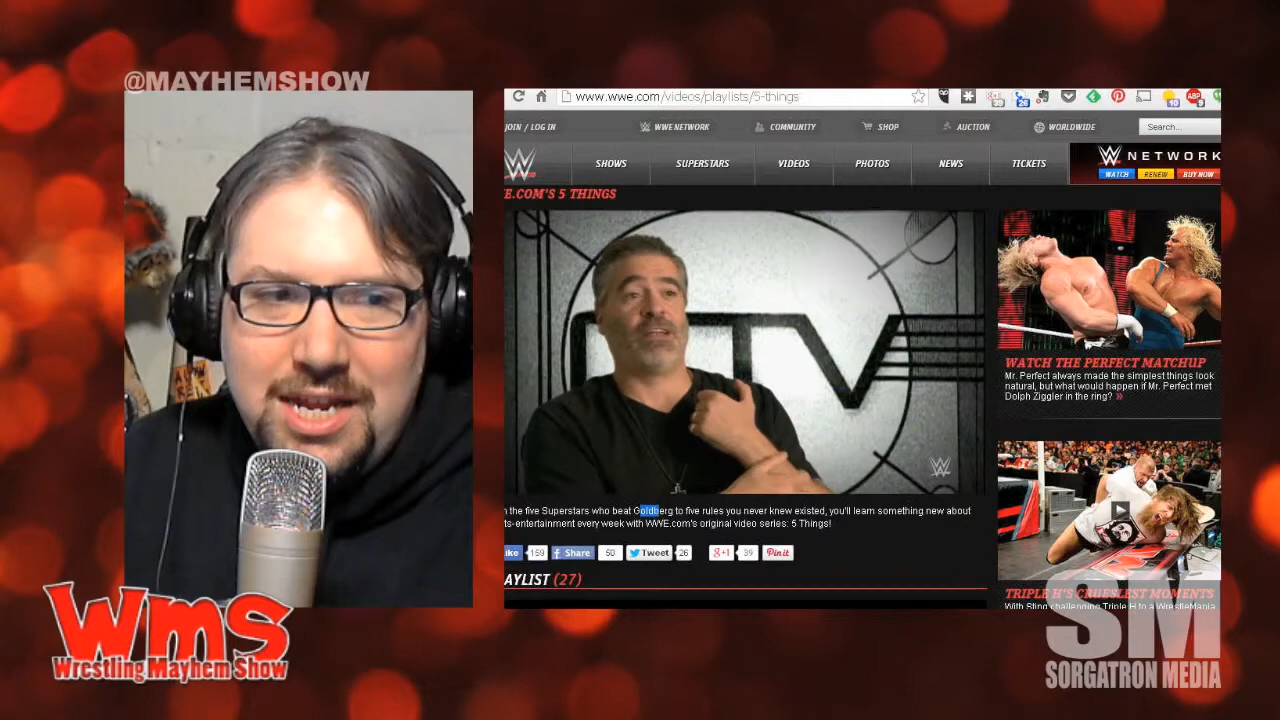 @MAYHEMSHOW
www.wwe.com/videos/playlists/5-things
JOIN / LOG IN
WWE NETWORK
COMMUNITY
SHOP
AUCTION
WORLDWIDE
Search...
W
SHOWS
SUPERSTARS
VIDEOS
PHOTOS
NEWS
TICKETS
W NETWORK
WATCH
RENEW
BUY NOW
E.COM'S 5 THINGS
TV
W
WATCH THE PERFECT MATCHUP
Mr. Perfect always made the simplest things look
natural, but what would happen if Mr. Perfect met
Dolph Ziggler in the ring? »
n the five Superstars who beat Goldberg to five rules you never knew existed, you'll learn something new about
ts-entertainment every week with WWE.com's original video series: 5 Things!
ike 159 Share 50 Tweet 26 g+1 39 Pin it
AYLIST (27)
TRIPLE H'S CRUELEST MOMENTS
With Sting challenging Triple H to a WrestleMania
WMS
Wrestling Mayhem Show
SM
SORGATRON MEDIA